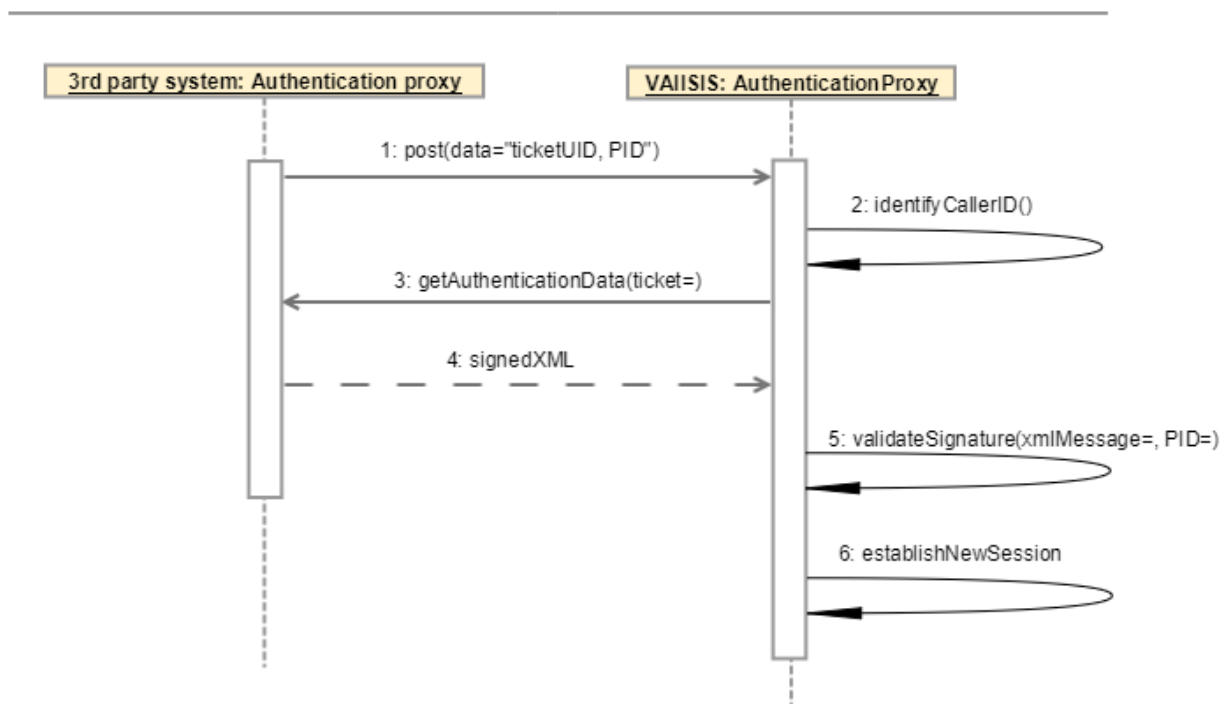 3rd party system: Authentication proxy
VAIISIS: AuthenticationProxy
1: post(data="ticketUID, PID")
2: identifyCallerID()
3: getAuthenticationData(ticket=)
4: signedXML
5: validateSignature(xmlMessage=, PID=)
6: establishNewSession